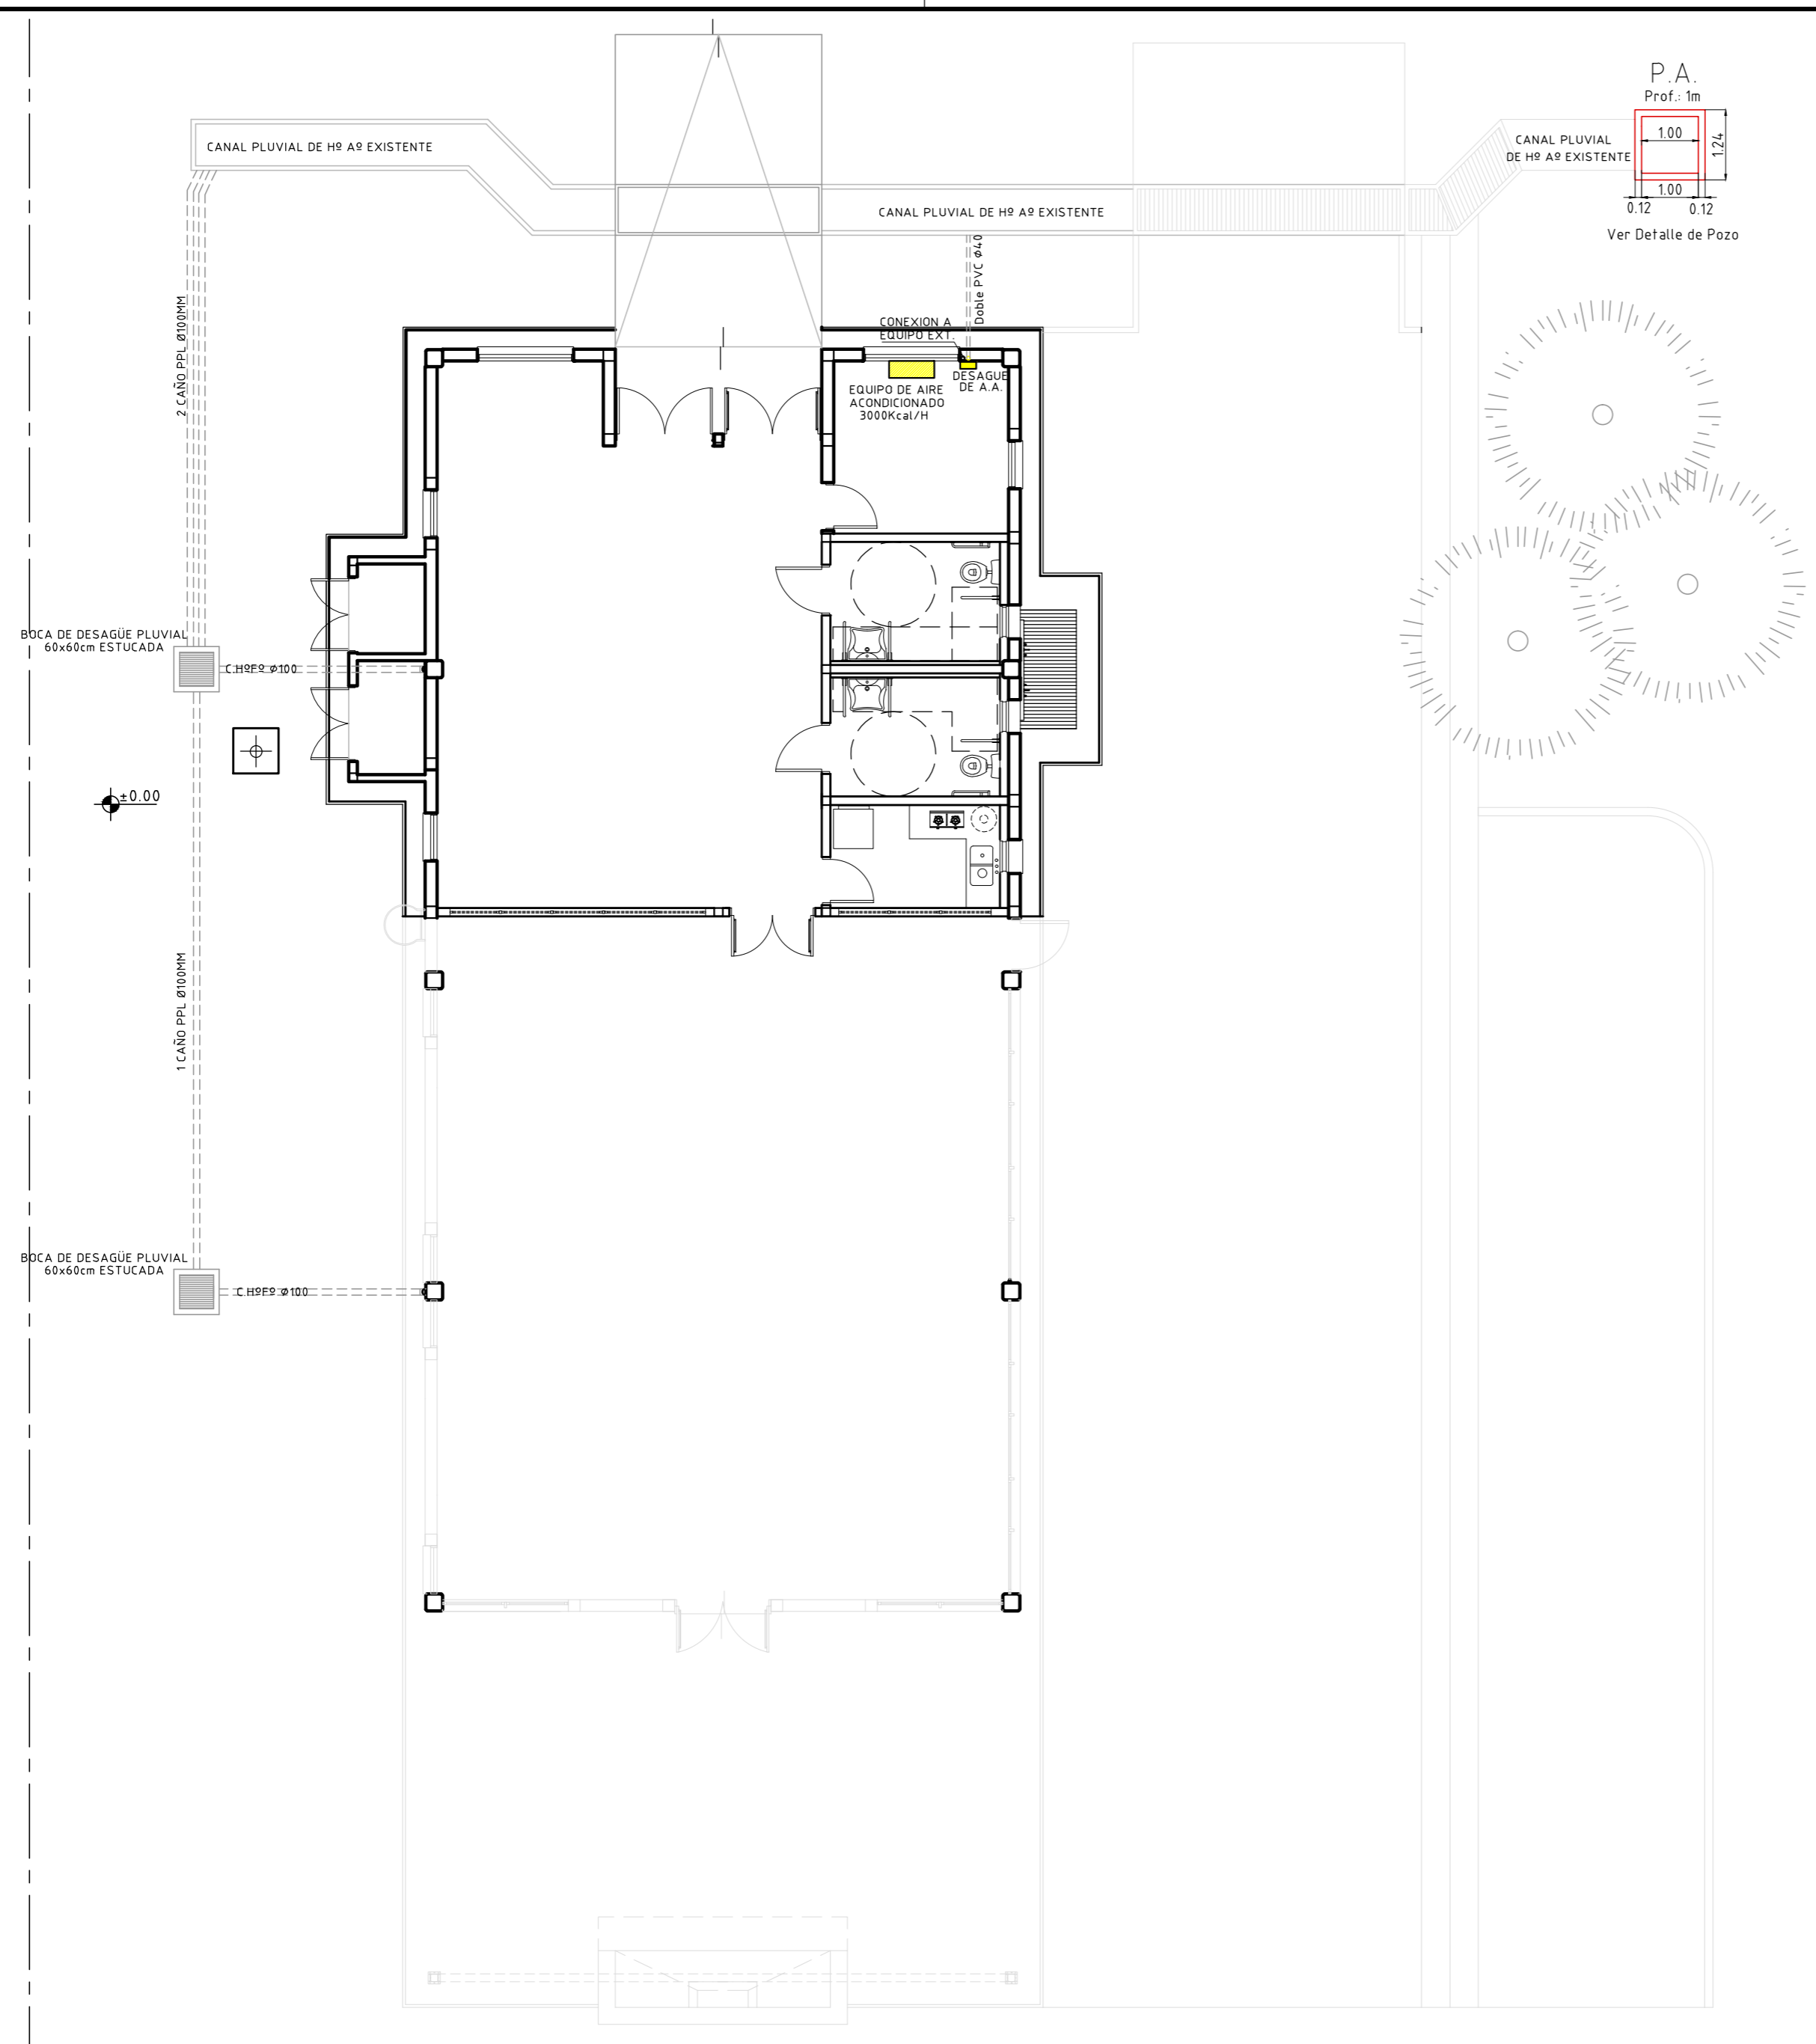 P.A.
Prof.: 1m
1.00
1.24
1.00
0.12
0.12
Ver Detalle de Pozo
CANAL PLUVIAL
DE Hº Aº EXISTENTE
CANAL PLUVIAL DE Hº Aº EXISTENTE
CANAL PLUVIAL DE Hº Aº EXISTENTE
Doble PVC ø40
2 CAÑO PPL Ø100MM
CONEXION A
EQUIPO EXT.
DESAGUE
DE A.A.
EQUIPO DE AIRE
ACONDICIONADO
3000Kcal/H
BOCA DE DESAGÜE PLUVIAL
60x60cm ESTUCADA
C.HºFº ø100
±0.00
1 CAÑO PPL Ø100MM
BOCA DE DESAGÜE PLUVIAL
60x60cm ESTUCADA
C.HºFº ø100